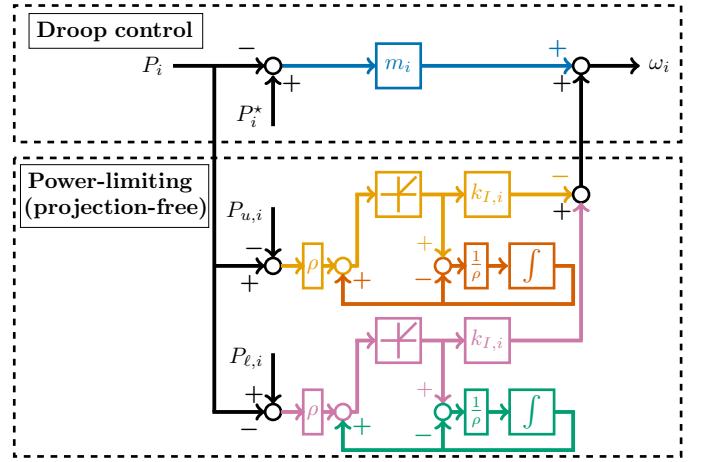 Droop control
P_i
−
+
P_i^⋆
m_i
+
+
ω_i
Power-limiting
(projection-free)
P_{u,i}
−
+
ρ
+
k_{I,i}
−
+
+
−
1/ρ
∫
P_{ℓ,i}
+
−
ρ
+
k_{I,i}
+
−
1/ρ
∫